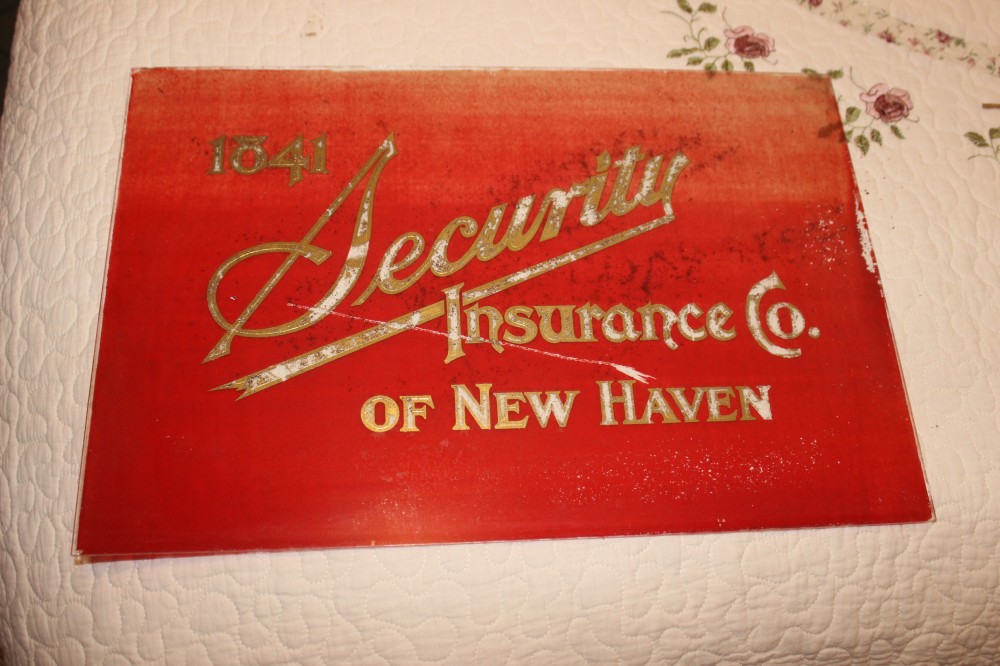 1841
Security
Insurance Co.
OF NEW HAVEN